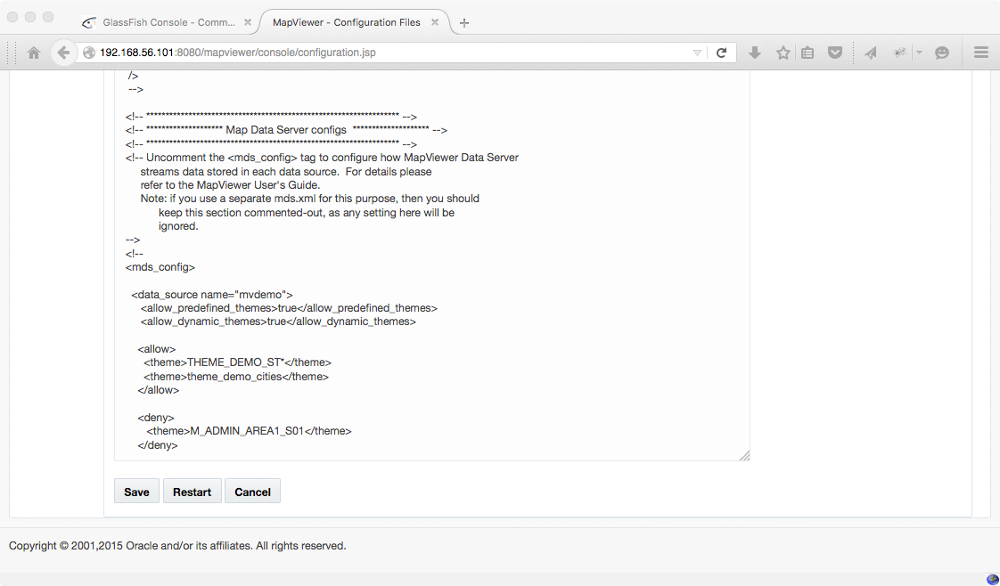 GlassFish Console - Comm...
MapViewer - Configuration Files
192.168.56.101:8080/mapviewer/console/configuration.jsp
/>
-->
<!-- ****************************************************************** -->
<!-- ******************** Map Data Server configs ******************** -->
<!-- ****************************************************************** -->
<!-- Uncomment the <mds_config> tag to configure how MapViewer Data Server
streams data stored in each data source. For details please
refer to the MapViewer User's Guide.
Note: if you use a separate mds.xml for this purpose, then you should
keep this section commented-out, as any setting here will be
ignored.
-->
<!--
<mds_config>
<data_source name="mvdemo">
<allow_predefined_themes>true</allow_predefined_themes>
<allow_dynamic_themes>true</allow_dynamic_themes>
<allow>
<theme>THEME_DEMO_ST*</theme>
<theme>theme_demo_cities</theme>
</allow>
<deny>
<theme>M_ADMIN_AREA1_S01</theme>
</deny>
Save Restart Cancel
Copyright © 2001,2015 Oracle and/or its affiliates. All rights reserved.